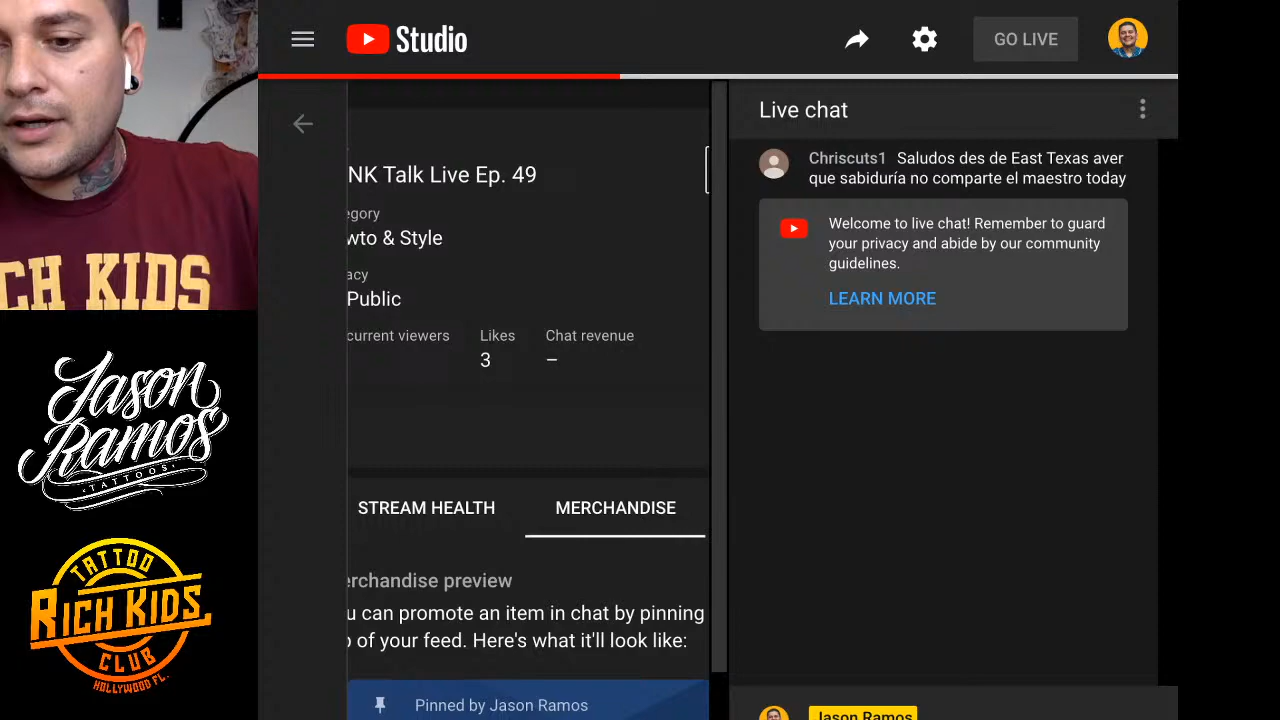 Studio
GO LIVE
NK Talk Live Ep. 49
egory
wto & Style
acy
Public
current viewers
Likes
Chat revenue
3
–
STREAM HEALTH
MERCHANDISE
erchandise preview
u can promote an item in chat by pinning
p of your feed. Here's what it'll look like:
Pinned by Jason Ramos
Live chat
Chriscuts1 Saludos des de East Texas aver
que sabiduría no comparte el maestro today
Welcome to live chat! Remember to guard
your privacy and abide by our community
guidelines.
LEARN MORE
Jason Ramos
CH KIDS
Jason
Ramos
TATTOOS
TATTOO
RICH KIDS
CLUB
HOLLYWOOD FL.